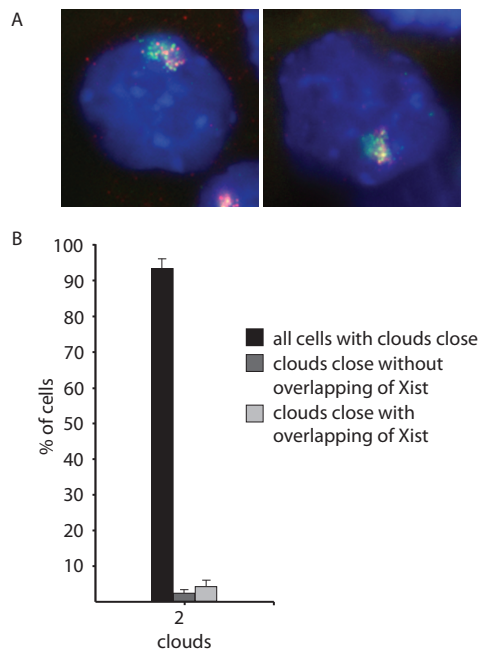 A
B
100
90
80
70
60
50
40
30
20
10
% of cells
2
clouds
all cells with clouds close
clouds close without
overlapping of Xist
clouds close with
overlapping of Xist